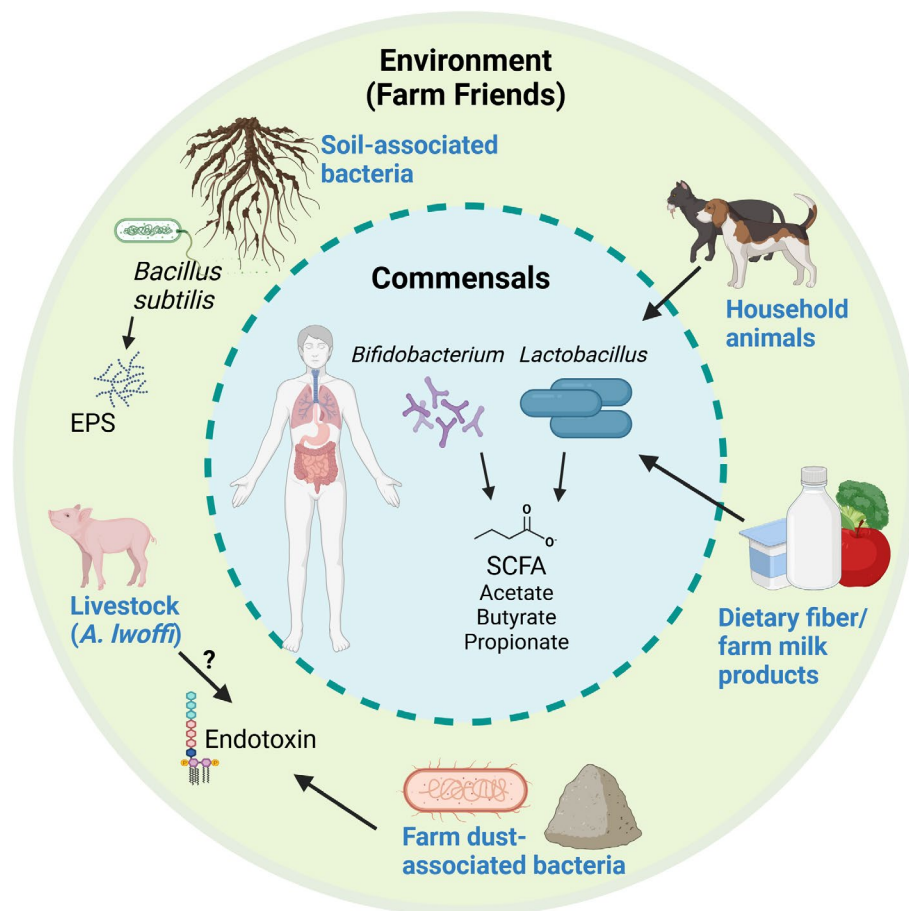 Environment
(Farm Friends)
Soil-associated
bacteria
Bacillus
subtilis
EPS
Household
animals
Commensals
Bifidobacterium Lactobacillus
O
O-
SCFA
Acetate
Butyrate
Propionate
Livestock
(A. lwoffi)
?
Endotoxin
Dietary fiber/
farm milk
products
Farm dust-
associated bacteria